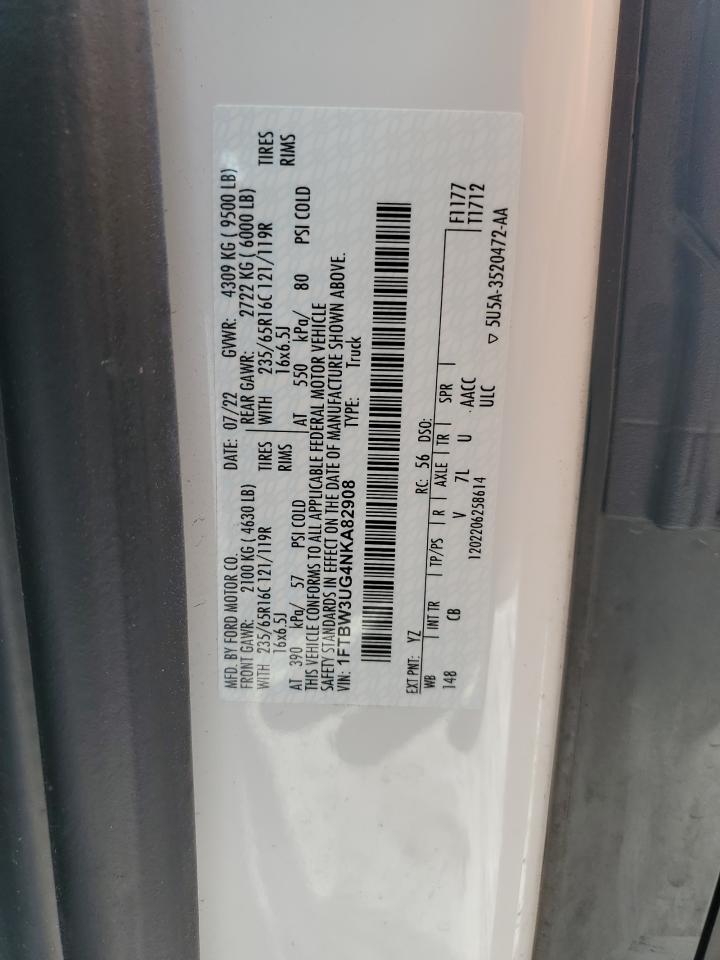 MFD. BY FORD MOTOR CO. DATE: 07/22 GVWR: 4309 KG ( 9500 LB)
FRONT GAWR: 2100 KG ( 4630 LB) REAR GAWR: 2722 KG ( 6000 LB)
WITH 235/65R16C 121/119R TIRES WITH 235/65R16C 121/119R TIRES
16x6.5J RIMS 16x6.5J RIMS
AT 390 kPa/ 57 PSI COLD AT 550 kPa/ 80 PSI COLD
THIS VEHICLE CONFORMS TO ALL APPLICABLE FEDERAL MOTOR VEHICLE
SAFETY STANDARDS IN EFFECT ON THE DATE OF MANUFACTURE SHOWN ABOVE.
VIN: 1FTBW3UG4NKA82908 TYPE: Truck
EXT PNT: YZ RC: 56 DSO: F1177
WB INT TR TP/PS R AXLE TR SPR T1712
148 CB V 7L U AACC
1202206258614 ULC
▽ 5U5A-3520472-AA